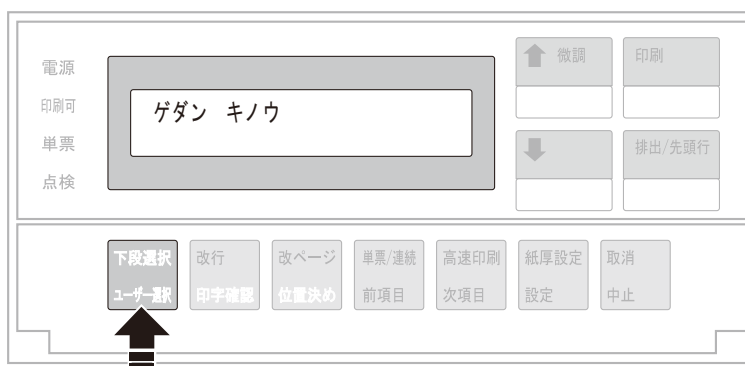 電源
印刷可
単票
点検
ゲダン キノウ
微調
印刷
排出/先頭行
下段選択
ユーザー選択
改行
印字確認
改ページ
位置決め
単票/連続
前項目
高速印刷
次項目
紙厚設定
設定
取消
中止